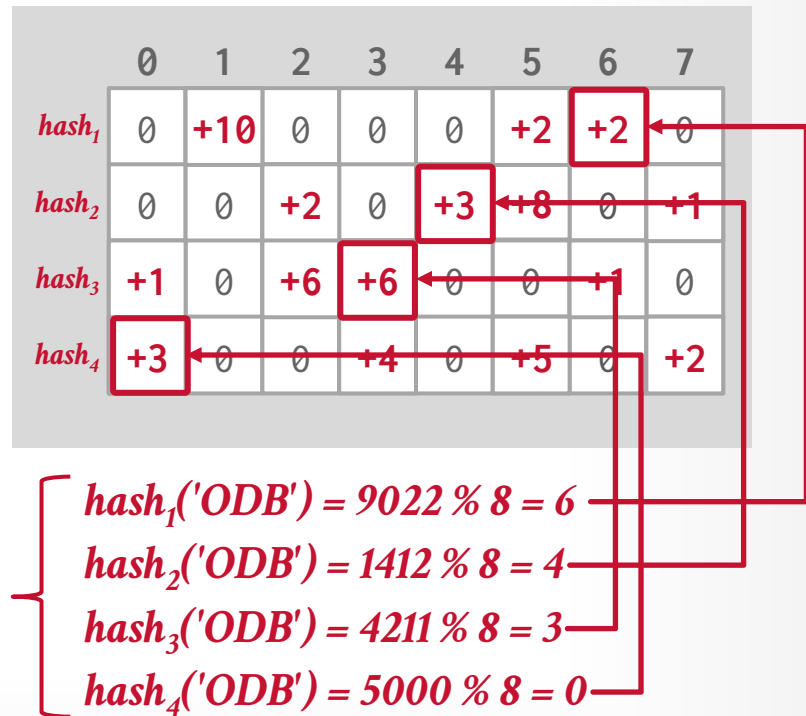 0 1 2 3 4 5 6 7
hash₁ 0 +10 0 0 0 +2 +2 0
hash₂ 0 0 +2 0 +3 +8 0 +1
hash₃ +1 0 +6 +6 0 0 +1 0
hash₄ +3 0 0 +4 0 +5 0 +2
hash₁('ODB') = 9022 % 8 = 6
hash₂('ODB') = 1412 % 8 = 4
hash₃('ODB') = 4211 % 8 = 3
hash₄('ODB') = 5000 % 8 = 0